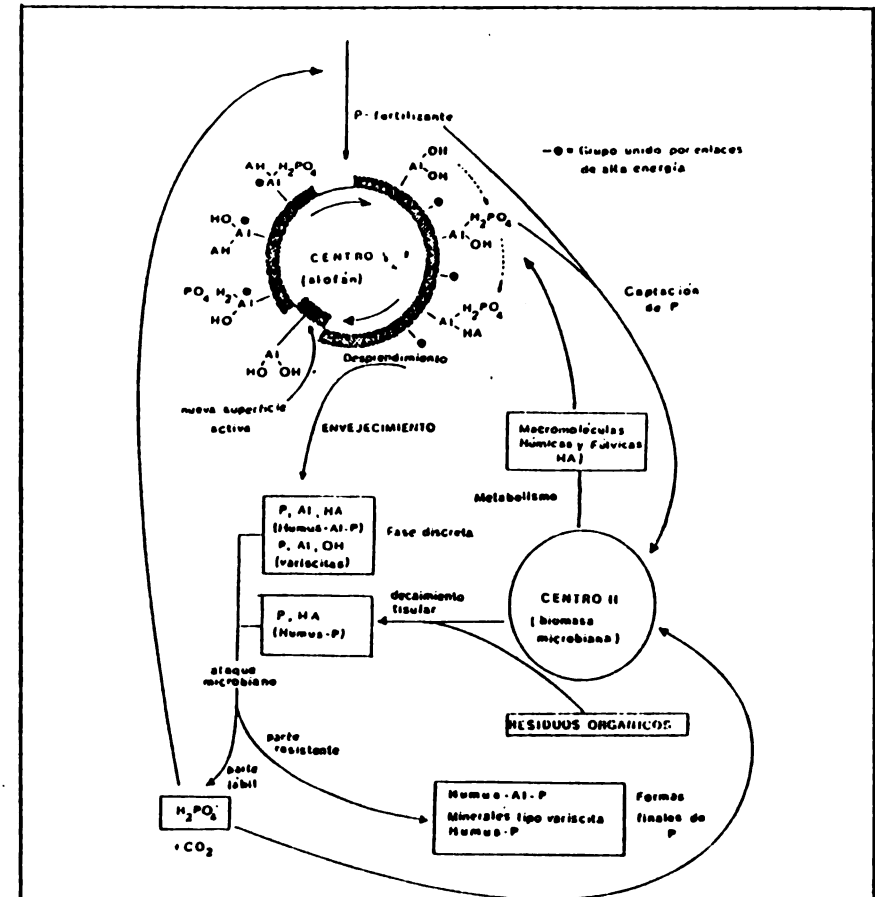 P-fertilizante
—●= Grupo unido por enlaces
de alta energía
AH H₂PO₄
●Al
HO ●
Al-
AH
PO₄ H₂ ●
Al
HO
Al
HO OH
OH
Al
OH
H₂PO₄
Al
OH
H₂PO₄
Al
HA
CENTRO
(alofán)
Captación
de P
Desprendimiento
nueva superficie
activa
ENVEJECIMIENTO
Macromoléculas
Húmicas y Fúlvicas
HA)
Metabolismo
P, Al, HA
(Humus-Al-P)
P, Al, OH
(variscitas)
Fase discreta
decaimiento
tisular
CENTRO II
( biomasa
microbiana)
P, HA
(Humus-P)
ataque
microbiano
RESIDUOS ORGANICOS
parte
resistente
parte
lábil
H₂PO₄⁻
+CO₂
Humus-Al-P
Minerales tipo variscita
Humus-P
Formas
finales de
P